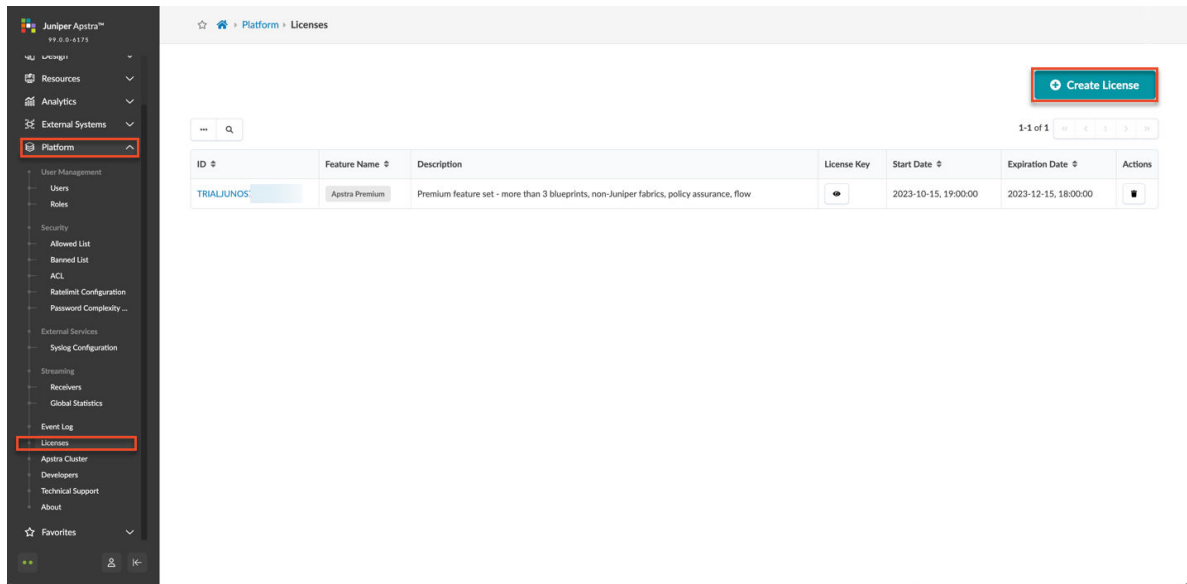 Juniper Apstra™
99.0.0-6175
Platform
Licenses
Design
Resources
Analytics
External Systems
Platform
User Management
Users
Roles
Security
Allowed List
Banned List
ACL
Ratelimit Configuration
Password Complexity ...
External Services
Syslog Configuration
Streaming
Receivers
Global Statistics
Event Log
Licenses
Apstra Cluster
Developers
Technical Support
About
Favorites
Create License
1-1 of 1
1
ID Feature Name Description License Key Start Date Expiration Date Actions
TRIALJUNOS Apstra Premium Premium feature set - more than 3 blueprints, non-Juniper fabrics, policy assurance, flow 2023-10-15, 19:00:00 2023-12-15, 18:00:00